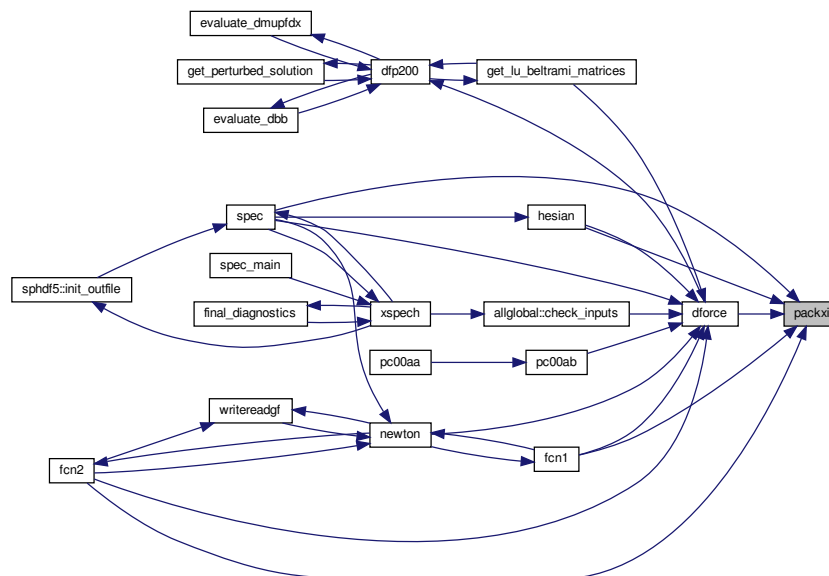 evaluate_dmupfdx
get_perturbed_solution
dfp200
get_lu_beltrami_matrices
evaluate_dbb
spec
hesian
spec_main
sphdf5::init_outfile
final_diagnostics
xspech
allglobal::check_inputs
dforce
packxi
pc00aa
pc00ab
writereadgf
newton
fcn1
fcn2